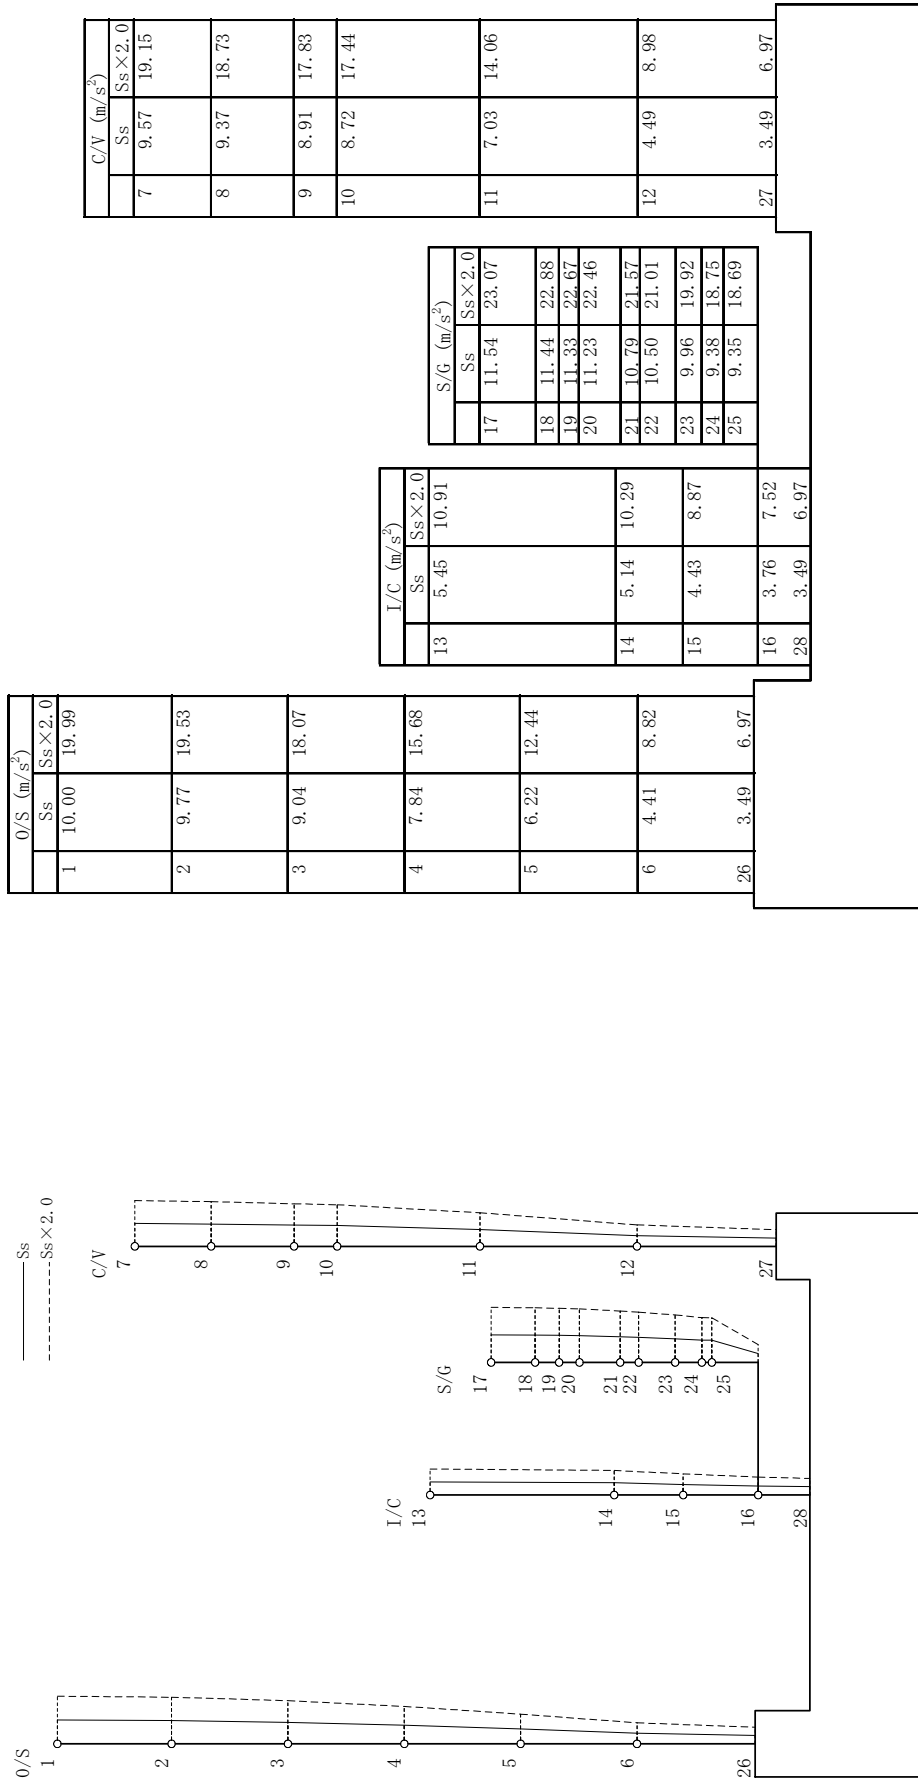 O/S (m/s²)
Ss Ss×2.0
1 10.00 19.99
2 9.77 19.53
3 9.04 18.07
4 7.84 15.68
5 6.22 12.44
6 4.41 8.82
26 3.49 6.97
I/C (m/s²)
Ss Ss×2.0
13 5.45 10.91
14 5.14 10.29
15 4.43 8.87
16 3.76 7.52
28 3.49 6.97
S/G (m/s²)
Ss Ss×2.0
17 11.54 23.07
18 11.44 22.88
19 11.33 22.67
20 11.23 22.46
21 10.79 21.57
22 10.50 21.01
23 9.96 19.92
24 9.38 18.75
25 9.35 18.69
C/V (m/s²)
Ss Ss×2.0
7 9.57 19.15
8 9.37 18.73
9 8.91 17.83
10 8.72 17.44
11 7.03 14.06
12 4.49 8.98
27 3.49 6.97
Ss
Ss×2.0
O/S
1
2
3
4
5
6
26
I/C
13
14
15
16
28
S/G
17
18
19
20
21
22
23
24
25
C/V
7
8
9
10
11
12
27